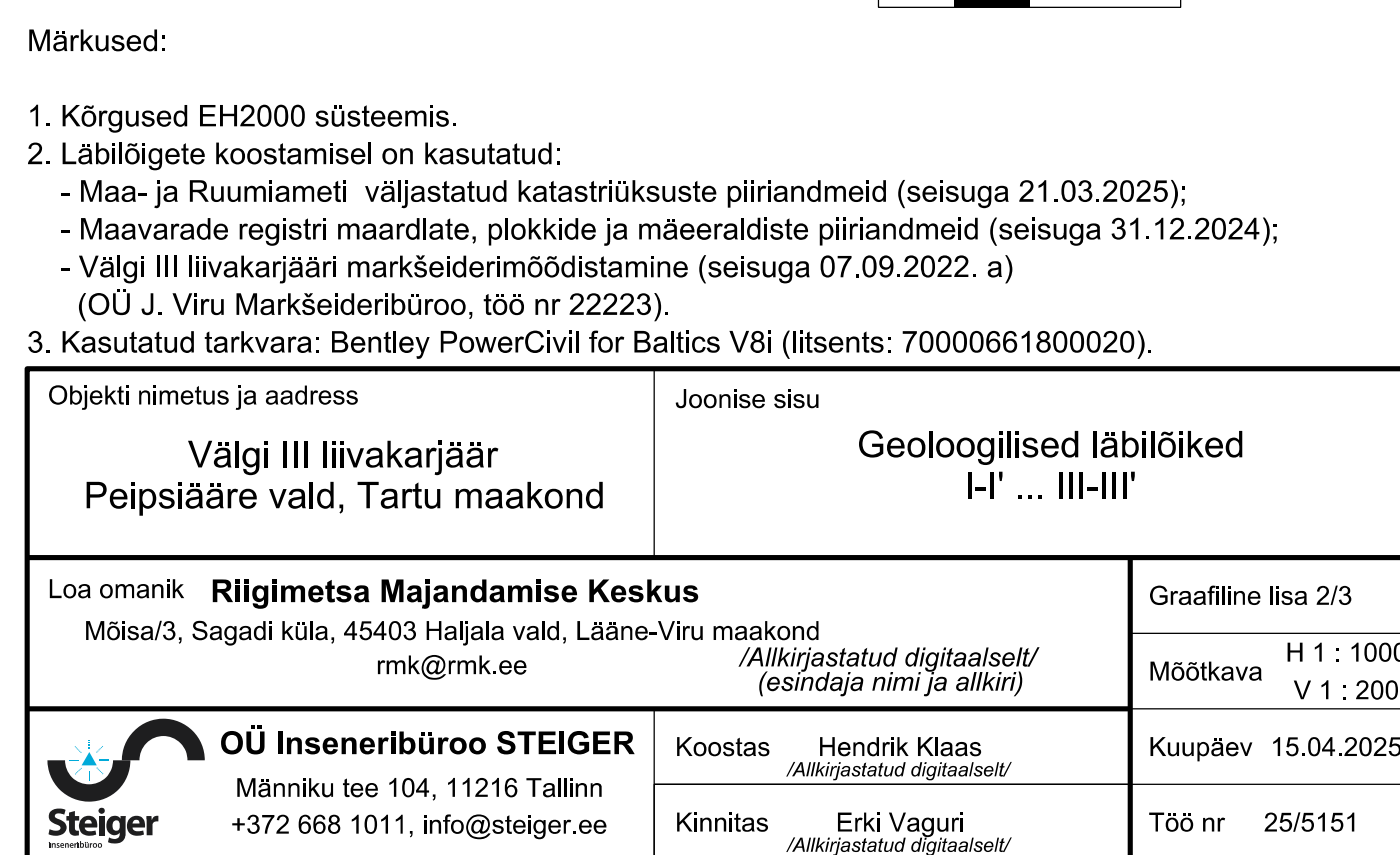 Märkused:
1. Kõrgused EH2000 süsteemis.
2. Läbilõigete koostamisel on kasutatud:
- Maa- ja Ruumiameti väljastatud katastriüksuste piiriandmeid (seisuga 21.03.2025);
- Maavarade registri maardlate, plokkide ja mäeeraldiste piiriandmeid (seisuga 31.12.2024);
- Välgi III liivakarjääri markšeiderimõõdistamine (seisuga 07.09.2022. a)
(OÜ J. Viru Markšeideribüroo, töö nr 22223).
3. Kasutatud tarkvara: Bentley PowerCivil for Baltics V8i (litsents: 70000661800020).
Objekti nimetus ja aadress
Välgi III liivakarjäär
Peipsiääre vald, Tartu maakond
Joonise sisu
Geoloogilised läbilõiked
I-I' ... III-III'
Loa omanik Riigimetsa Majandamise Keskus
Mõisa/3, Sagadi küla, 45403 Haljala vald, Lääne-Viru maakond
rmk@rmk.ee
/Allkirjastatud digitaalselt/
(esindaja nimi ja allkiri)
Graafiline lisa 2/3
Mõõtkava H 1 : 1000
V 1 : 200
Steiger
Inseneribüroo
OÜ Inseneribüroo STEIGER
Männiku tee 104, 11216 Tallinn
+372 668 1011, info@steiger.ee
Koostas Hendrik Klaas
/Allkirjastatud digitaalselt/
Kuupäev 15.04.2025
Kinnitas Erki Vaguri
/Allkirjastatud digitaalselt/
Töö nr 25/5151